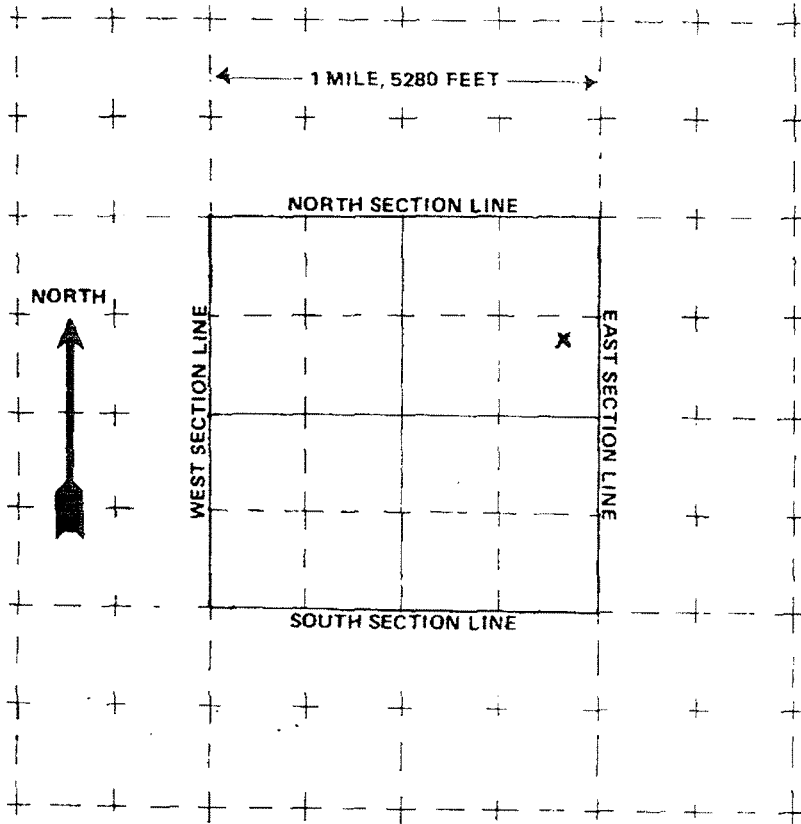 1 MILE, 5280 FEET
NORTH SECTION LINE
NORTH
WEST SECTION LINE
EAST SECTION LINE
X
SOUTH SECTION LINE